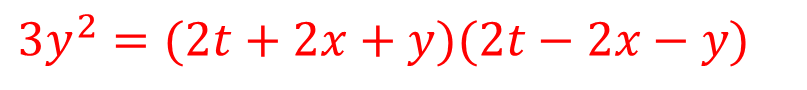 3y² = (2t + 2x + y)(2t − 2x − y)